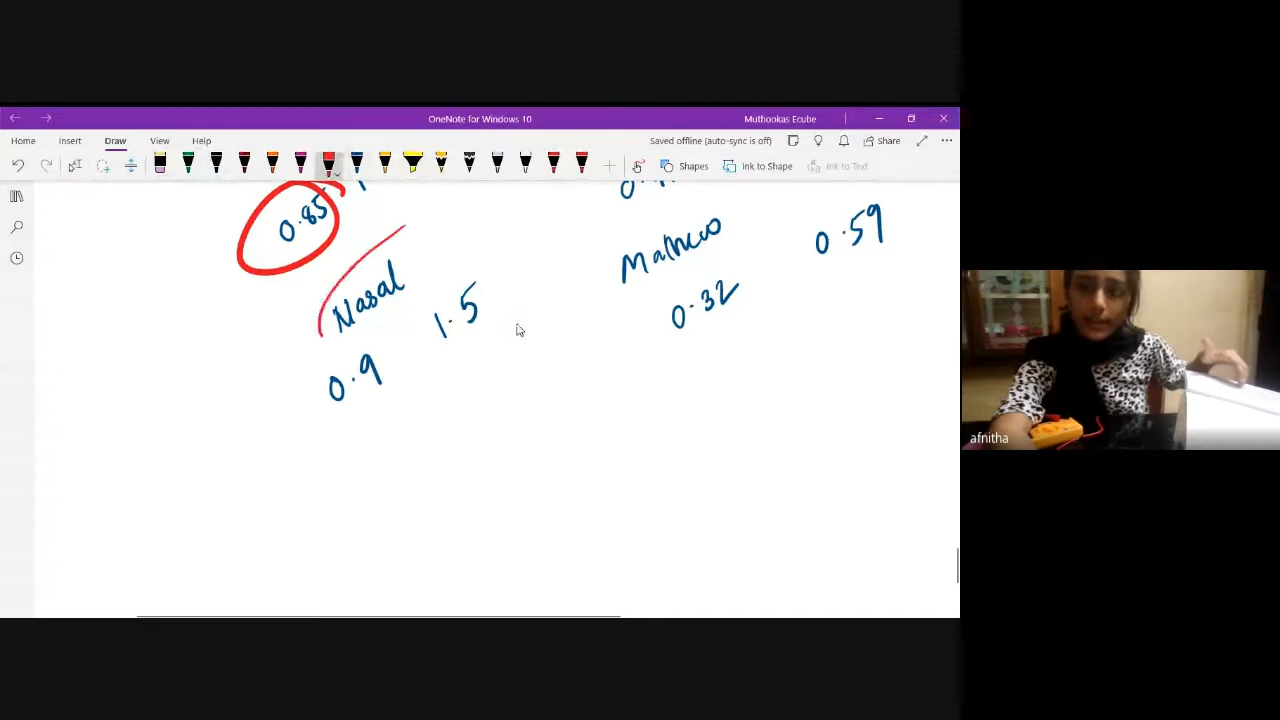 OneNote for Windows 10
Muthookas Ecube
Home Insert Draw View Help
Saved offline (auto-sync is off)
Share
Shapes
Ink to Shape
Ink to Text
0.85
Nasal
1.5
0.9
Mathew
0.32
0.59
afnitha